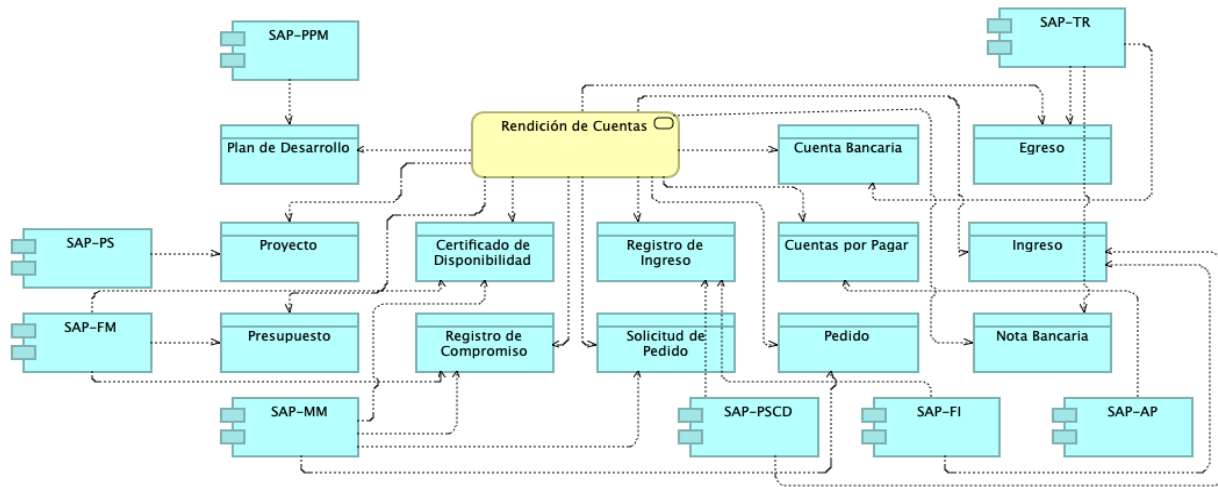 SAP-PPM
SAP-TR
Rendición de Cuentas
Plan de Desarrollo
Cuenta Bancaria
Egreso
SAP-PS
Proyecto
Certificado de
Disponibilidad
Registro de
Ingreso
Cuentas por Pagar
Ingreso
SAP-FM
Presupuesto
Registro de
Compromiso
Solicitud de
Pedido
Pedido
Nota Bancaria
SAP-MM
SAP-PSCD
SAP-FI
SAP-AP